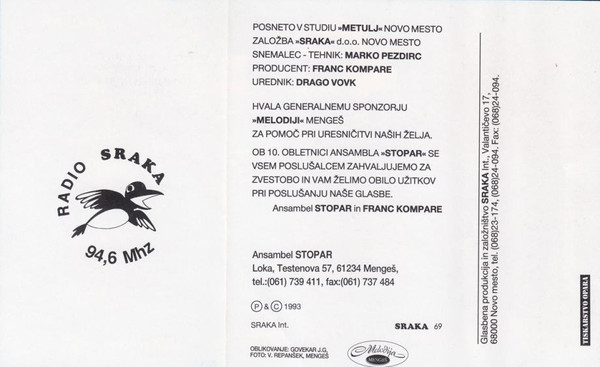 RADIO SRAKA
94,6 Mhz
POSNETO V STUDIU »METULJ« NOVO MESTO
ZALOŽBA »SRAKA« d.o.o. NOVO MESTO
SNEMALEC - TEHNIK: MARKO PEZDIRC
PRODUCENT: FRANC KOMPARE
UREDNIK: DRAGO VOVK
HVALA GENERALNEMU SPONZORJU
»MELODIJI« MENGEŠ
ZA POMOČ PRI URESNIČITVI NAŠIH ŽELJA.
OB 10. OBLETNICI ANSAMBLA »STOPAR« SE
VSEM POSLUŠALCEM ZAHVALJUJEMO ZA
ZVESTOBO IN VAM ŽELIMO OBILO UŽITKOV
PRI POSLUŠANJU NAŠE GLASBE.
Ansambel STOPAR in FRANC KOMPARE
Ansambel STOPAR
Loka, Testenova 57, 61234 Mengeš,
tel.:(061) 739 411, fax:(061) 737 484
Ⓟ & © 1993
SRAKA Int.
SRAKA 69
OBLIKOVANJE: GOVEKAR J.G.
FOTO: V. REPANŠEK, MENGEŠ
Melodija
MENGEŠ
Glasbena produkcija in založništvo SRAKA Int., Valantičevo 17,
68000 Novo mesto, tel. (068)23-174, (068)24-094. Fax: (068)24-094.
TISKARSTVO OPARA